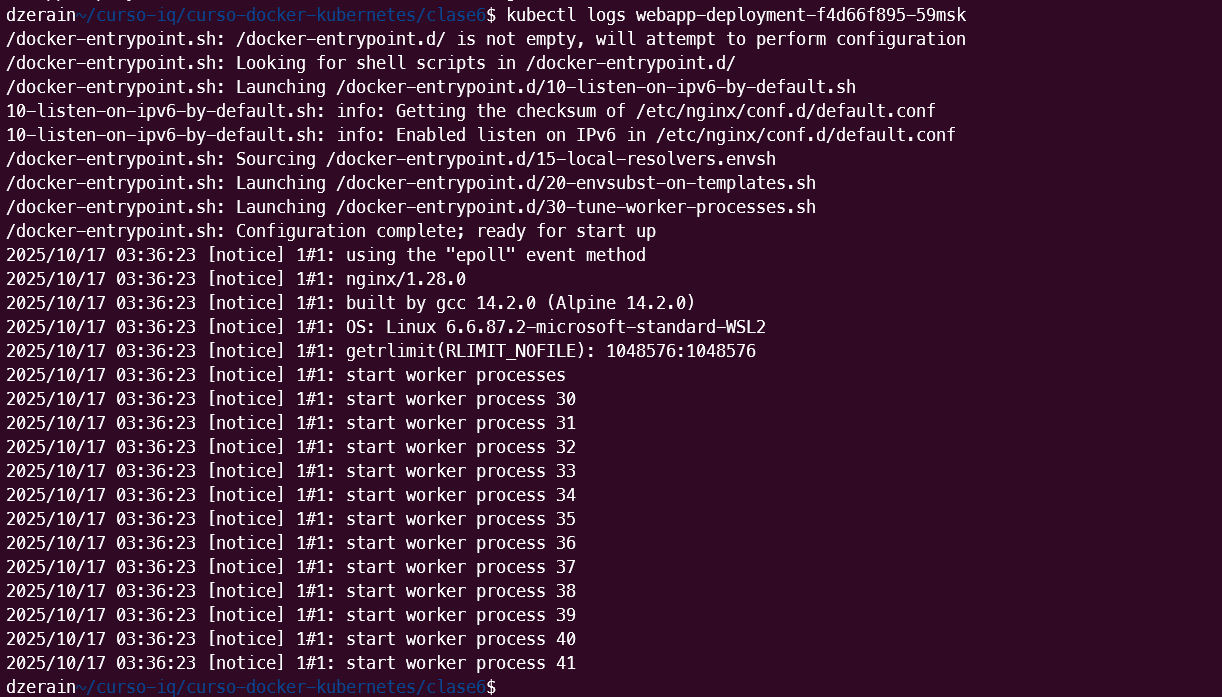 dzerain~/curso-iq/curso-docker-kubernetes/clase6$ kubectl logs webapp-deployment-f4d66f895-59msk
/docker-entrypoint.sh: /docker-entrypoint.d/ is not empty, will attempt to perform configuration
/docker-entrypoint.sh: Looking for shell scripts in /docker-entrypoint.d/
/docker-entrypoint.sh: Launching /docker-entrypoint.d/10-listen-on-ipv6-by-default.sh
10-listen-on-ipv6-by-default.sh: info: Getting the checksum of /etc/nginx/conf.d/default.conf
10-listen-on-ipv6-by-default.sh: info: Enabled listen on IPv6 in /etc/nginx/conf.d/default.conf
/docker-entrypoint.sh: Sourcing /docker-entrypoint.d/15-local-resolvers.envsh
/docker-entrypoint.sh: Launching /docker-entrypoint.d/20-envsubst-on-templates.sh
/docker-entrypoint.sh: Launching /docker-entrypoint.d/30-tune-worker-processes.sh
/docker-entrypoint.sh: Configuration complete; ready for start up
2025/10/17 03:36:23 [notice] 1#1: using the "epoll" event method
2025/10/17 03:36:23 [notice] 1#1: nginx/1.28.0
2025/10/17 03:36:23 [notice] 1#1: built by gcc 14.2.0 (Alpine 14.2.0)
2025/10/17 03:36:23 [notice] 1#1: OS: Linux 6.6.87.2-microsoft-standard-WSL2
2025/10/17 03:36:23 [notice] 1#1: getrlimit(RLIMIT_NOFILE): 1048576:1048576
2025/10/17 03:36:23 [notice] 1#1: start worker processes
2025/10/17 03:36:23 [notice] 1#1: start worker process 30
2025/10/17 03:36:23 [notice] 1#1: start worker process 31
2025/10/17 03:36:23 [notice] 1#1: start worker process 32
2025/10/17 03:36:23 [notice] 1#1: start worker process 33
2025/10/17 03:36:23 [notice] 1#1: start worker process 34
2025/10/17 03:36:23 [notice] 1#1: start worker process 35
2025/10/17 03:36:23 [notice] 1#1: start worker process 36
2025/10/17 03:36:23 [notice] 1#1: start worker process 37
2025/10/17 03:36:23 [notice] 1#1: start worker process 38
2025/10/17 03:36:23 [notice] 1#1: start worker process 39
2025/10/17 03:36:23 [notice] 1#1: start worker process 40
2025/10/17 03:36:23 [notice] 1#1: start worker process 41
dzerain~/curso-iq/curso-docker-kubernetes/clase6$